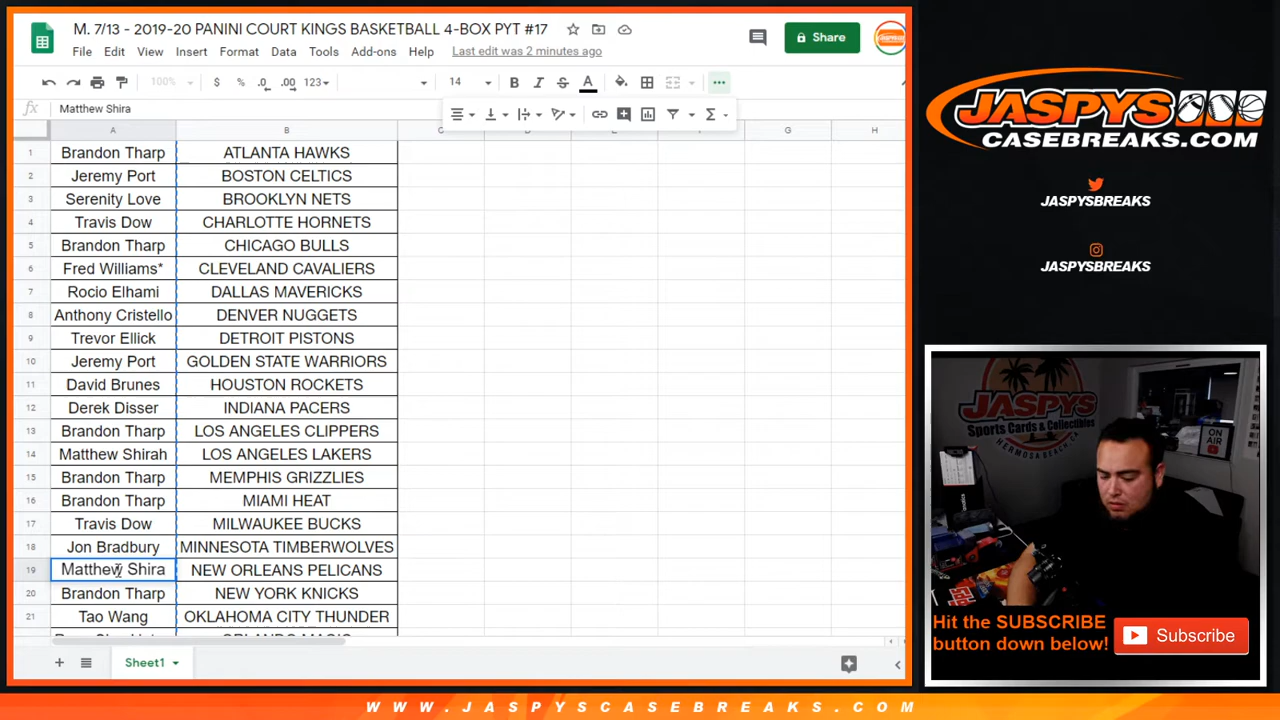 M. 7/13 - 2019-20 PANINI COURT KINGS BASKETBALL 4-BOX PYT #17
Share
File Edit View Insert Format Data Tools Add-ons Help Last edit was 2 minutes ago
100% $ % .0 .00 123 14 B I S A
fx Matthew Shira
A B C D E F G H
1 Brandon Tharp ATLANTA HAWKS
2 Jeremy Port BOSTON CELTICS
3 Serenity Love BROOKLYN NETS
4 Travis Dow CHARLOTTE HORNETS
5 Brandon Tharp CHICAGO BULLS
6 Fred Williams* CLEVELAND CAVALIERS
7 Rocio Elhami DALLAS MAVERICKS
8 Anthony Cristello DENVER NUGGETS
9 Trevor Ellick DETROIT PISTONS
10 Jeremy Port GOLDEN STATE WARRIORS
11 David Brunes HOUSTON ROCKETS
12 Derek Disser INDIANA PACERS
13 Brandon Tharp LOS ANGELES CLIPPERS
14 Matthew Shirah LOS ANGELES LAKERS
15 Brandon Tharp MEMPHIS GRIZZLIES
16 Brandon Tharp MIAMI HEAT
17 Travis Dow MILWAUKEE BUCKS
18 Jon Bradbury MINNESOTA TIMBERWOLVES
19 Matthew Shira NEW ORLEANS PELICANS
20 Brandon Tharp NEW YORK KNICKS
21 Tao Wang OKLAHOMA CITY THUNDER
Sheet1
JASPYS
CASEBREAKS.COM
JASPYSBREAKS
JASPYSBREAKS
JASPYS
Sports Cards & Collectibles
HERMOSA BEACH, CA
ON AIR
Hit the SUBSCRIBE
button down below!
Subscribe
WWW.JASPYSCASEBREAKS.COM